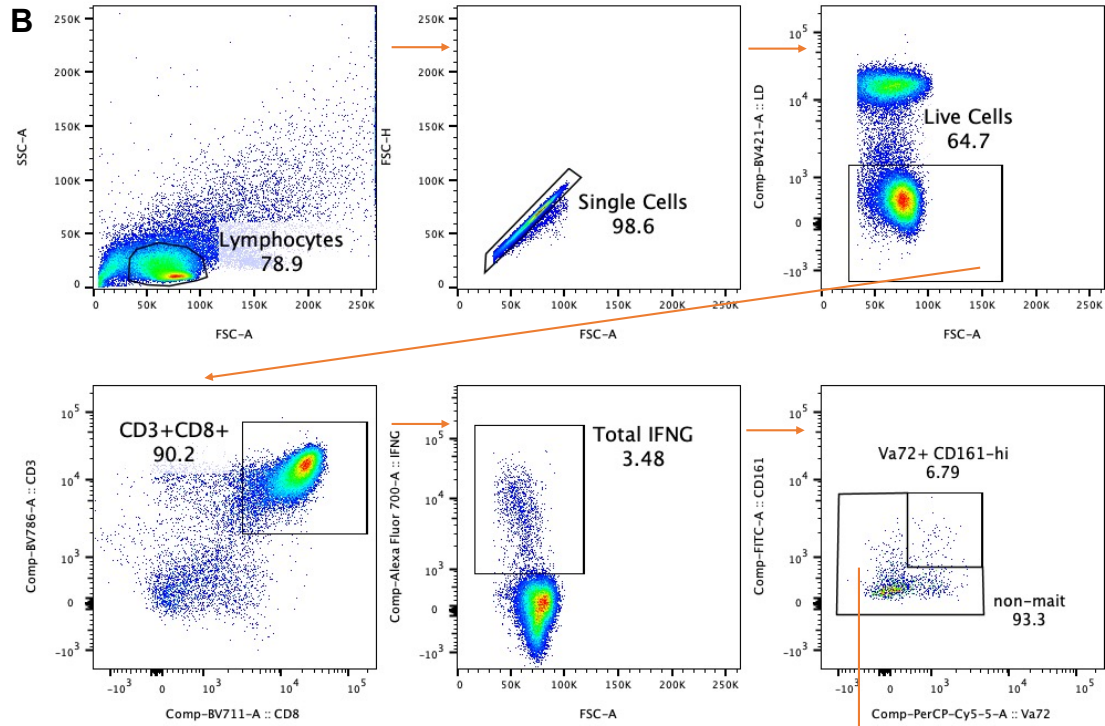 B
250K
200K
150K
100K
50K
0
SSC-A
Lymphocytes
78.9
0
50K
100K
150K
200K
250K
FSC-A
250K
200K
150K
100K
50K
0
FSC-H
Single Cells
98.6
0
50K
100K
150K
200K
250K
FSC-A
10^5
10^4
10^3
0
-10^3
Comp-BV421-A :: LD
Live Cells
64.7
0
50K
100K
150K
200K
250K
FSC-A
10^5
10^4
10^3
0
-10^3
Comp-BV786-A :: CD3
CD3+CD8+
90.2
-10^3
0
10^3
10^4
10^5
Comp-BV711-A :: CD8
10^5
10^4
10^3
0
-10^3
Comp-Alexa Fluor 700-A :: IFNG
Total IFNG
3.48
0
50K
100K
150K
200K
250K
FSC-A
10^5
10^4
10^3
0
-10^3
Comp-FITC-A :: CD161
Va72+ CD161-hi
6.79
non-mait
93.3
-10^3
0
10^3
10^4
10^5
Comp-PerCP-Cy5-5-A :: Va72